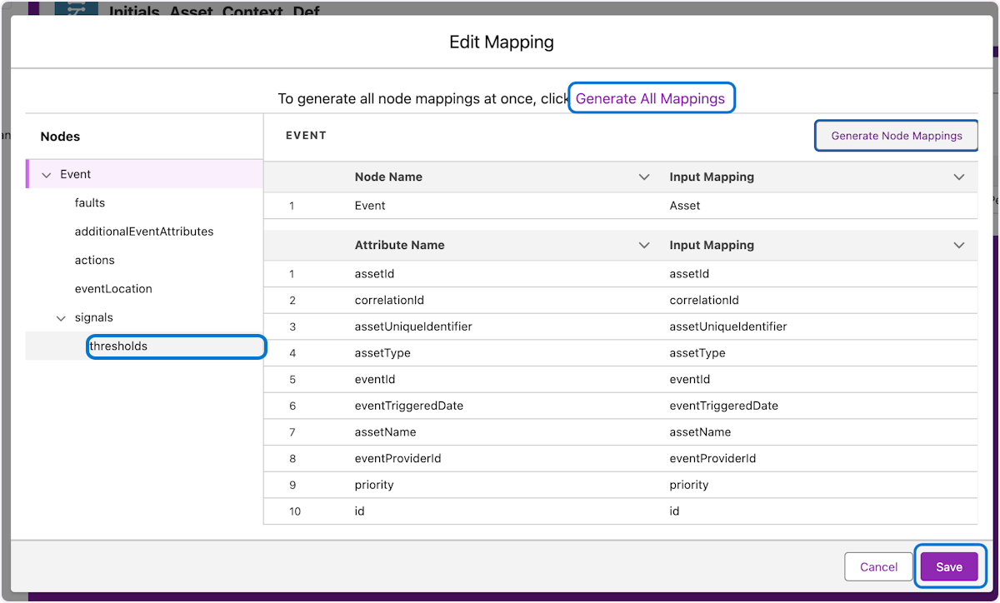 Initials_Asset_Context_Def
Edit Mapping
To generate all node mappings at once, click Generate All Mappings
Nodes
Event
faults
additionalEventAttributes
actions
eventLocation
signals
thresholds
EVENT
Generate Node Mappings
Node Name Input Mapping
1 Event Asset
Attribute Name Input Mapping
1 assetId assetId
2 correlationId correlationId
3 assetUniqueIdentifier assetUniqueIdentifier
4 assetType assetType
5 eventId eventId
6 eventTriggeredDate eventTriggeredDate
7 assetName assetName
8 eventProviderId eventProviderId
9 priority priority
10 id id
Cancel Save